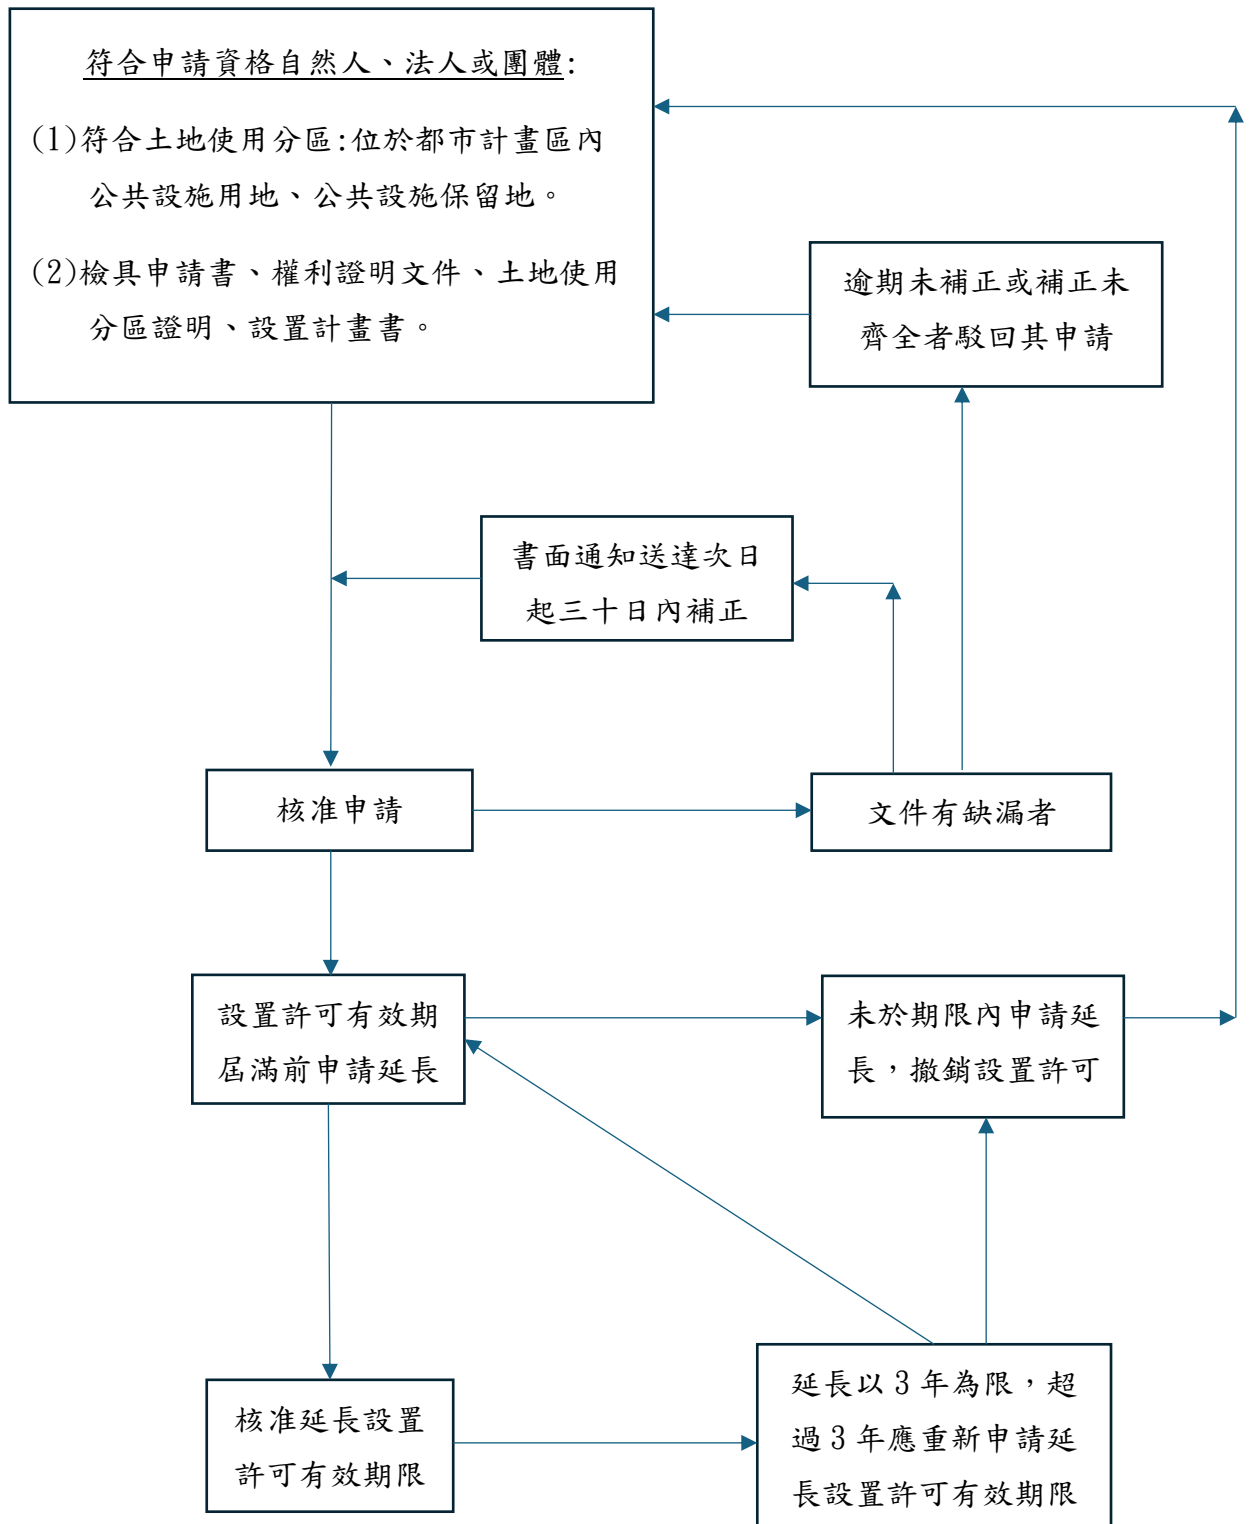 符合申請資格自然人、法人或團體:
(1)符合土地使用分區:位於都市計畫區內
公共設施用地、公共設施保留地。
(2)檢具申請書、權利證明文件、土地使用
分區證明、設置計畫書。
逾期未補正或補正未
齊全者駁回其申請
書面通知送達次日
起三十日內補正
核准申請
文件有缺漏者
設置許可有效期
屆滿前申請延長
未於期限內申請延
長，撤銷設置許可
核准延長設置
許可有效期限
延長以3年為限，超
過3年應重新申請延
長設置許可有效期限